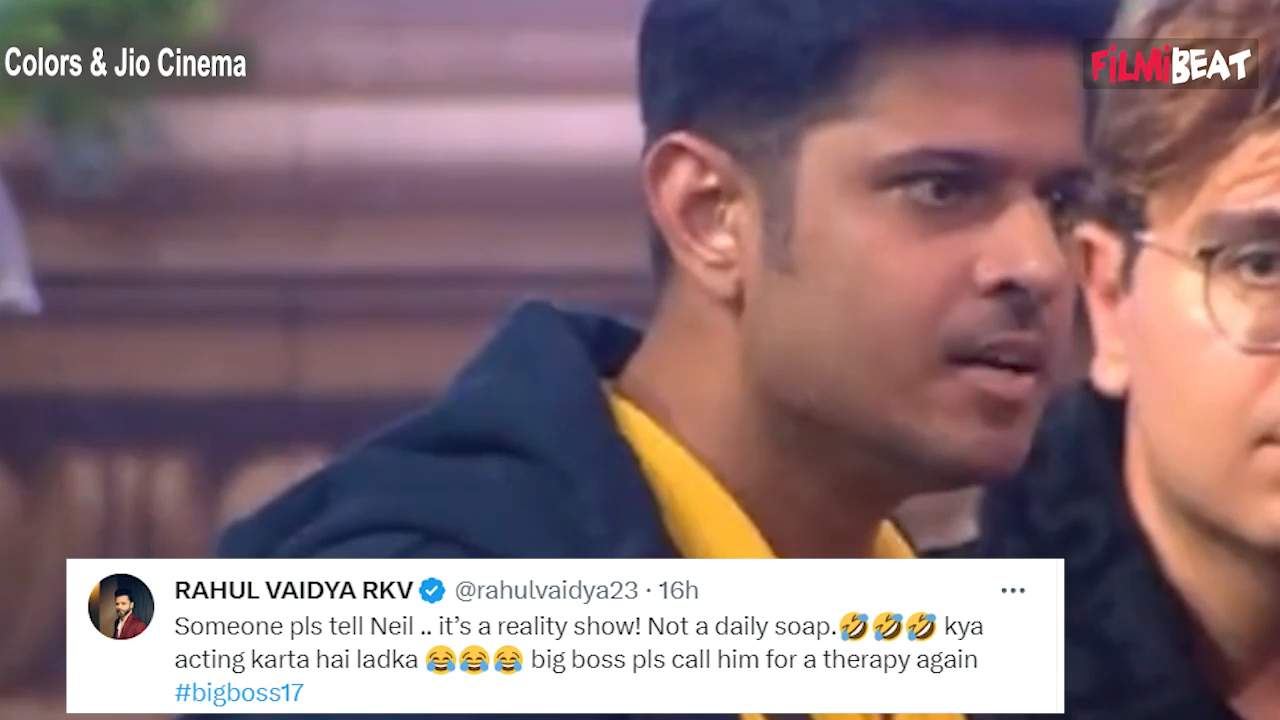 Colors & Jio Cinema
FiLMiBEAT
RAHUL VAIDYA RKV @rahulvaidya23 · 16h
Someone pls tell Neil .. it's a reality show! Not a daily soap.🤣🤣🤣 kya
acting karta hai ladka 😂😂😂 big boss pls call him for a therapy again
#bigboss17